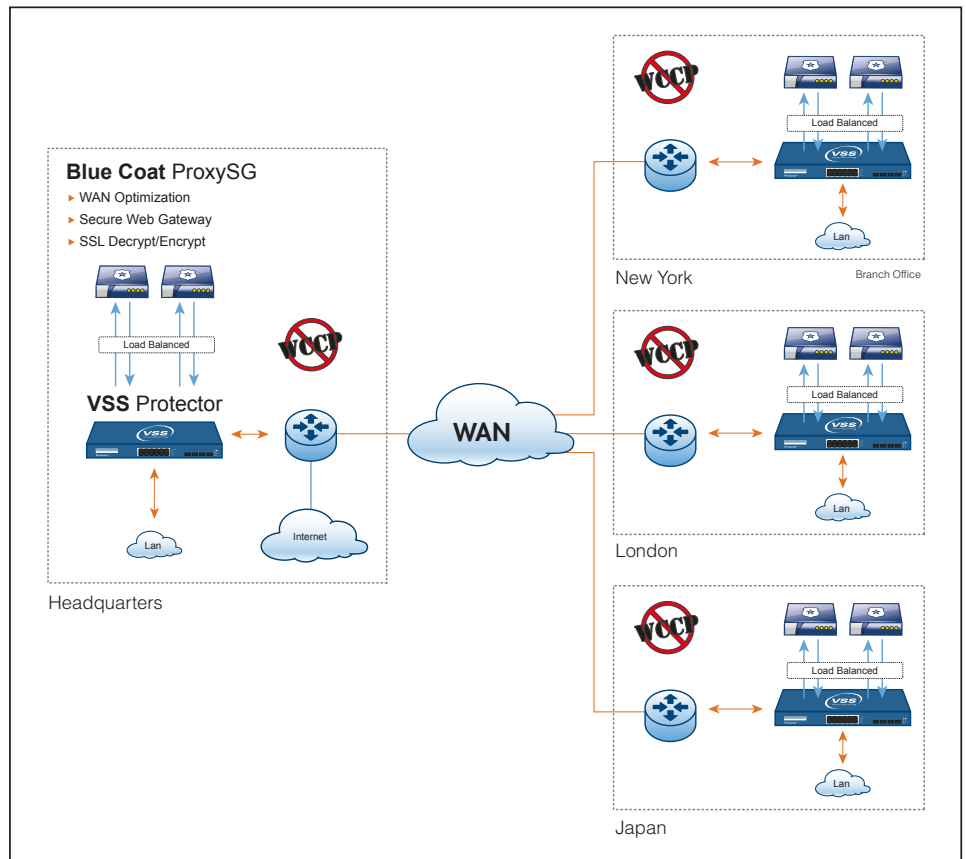 Blue Coat ProxySG
WAN Optimization
Secure Web Gateway
SSL Decrypt/Encrypt
Load Balanced
WCCP
VSS Protector
VSS
Lan
Internet
Headquarters
WAN
WCCP
Load Balanced
VSS
Lan
New York
Branch Office
WCCP
Load Balanced
VSS
Lan
London
WCCP
Load Balanced
VSS
Lan
Japan